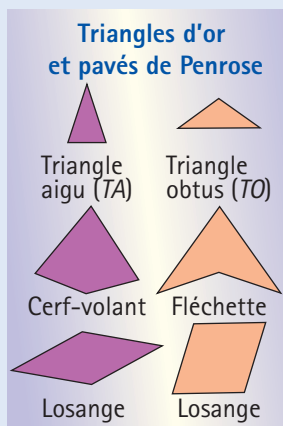 Triangles d'or
et pavés de Penrose
Triangle
aigu (TA)
Triangle
obtus (TO)
Cerf-volant
Fléchette
Losange
Losange